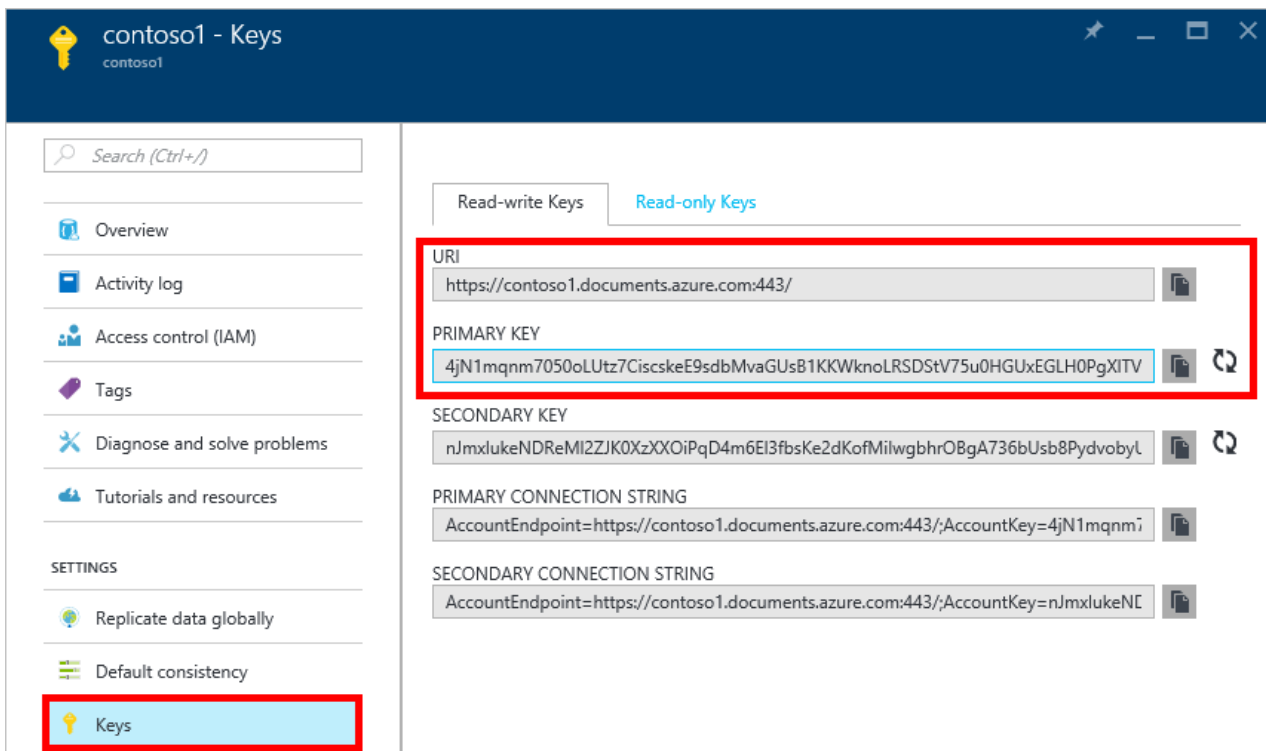 contoso1 - Keys
contoso1
Search (Ctrl+/)
Overview
Activity log
Access control (IAM)
Tags
Diagnose and solve problems
Tutorials and resources
SETTINGS
Replicate data globally
Default consistency
Keys
Read-write Keys
Read-only Keys
URI
https://contoso1.documents.azure.com:443/
PRIMARY KEY
4jN1mqnm7050oLUtz7CiscskeE9sdbMvaGUsB1KKWknoLRSDStV75u0HGUxEGLH0PgXITV
SECONDARY KEY
nJmxlukeNDReMI2ZJK0XzXXOiPqD4m6EI3fbsKe2dKofMilwgbhrOBgA736bUsb8Pydvoby
PRIMARY CONNECTION STRING
AccountEndpoint=https://contoso1.documents.azure.com:443/;AccountKey=4jN1mqnm7
SECONDARY CONNECTION STRING
AccountEndpoint=https://contoso1.documents.azure.com:443/;AccountKey=nJmxlukeND